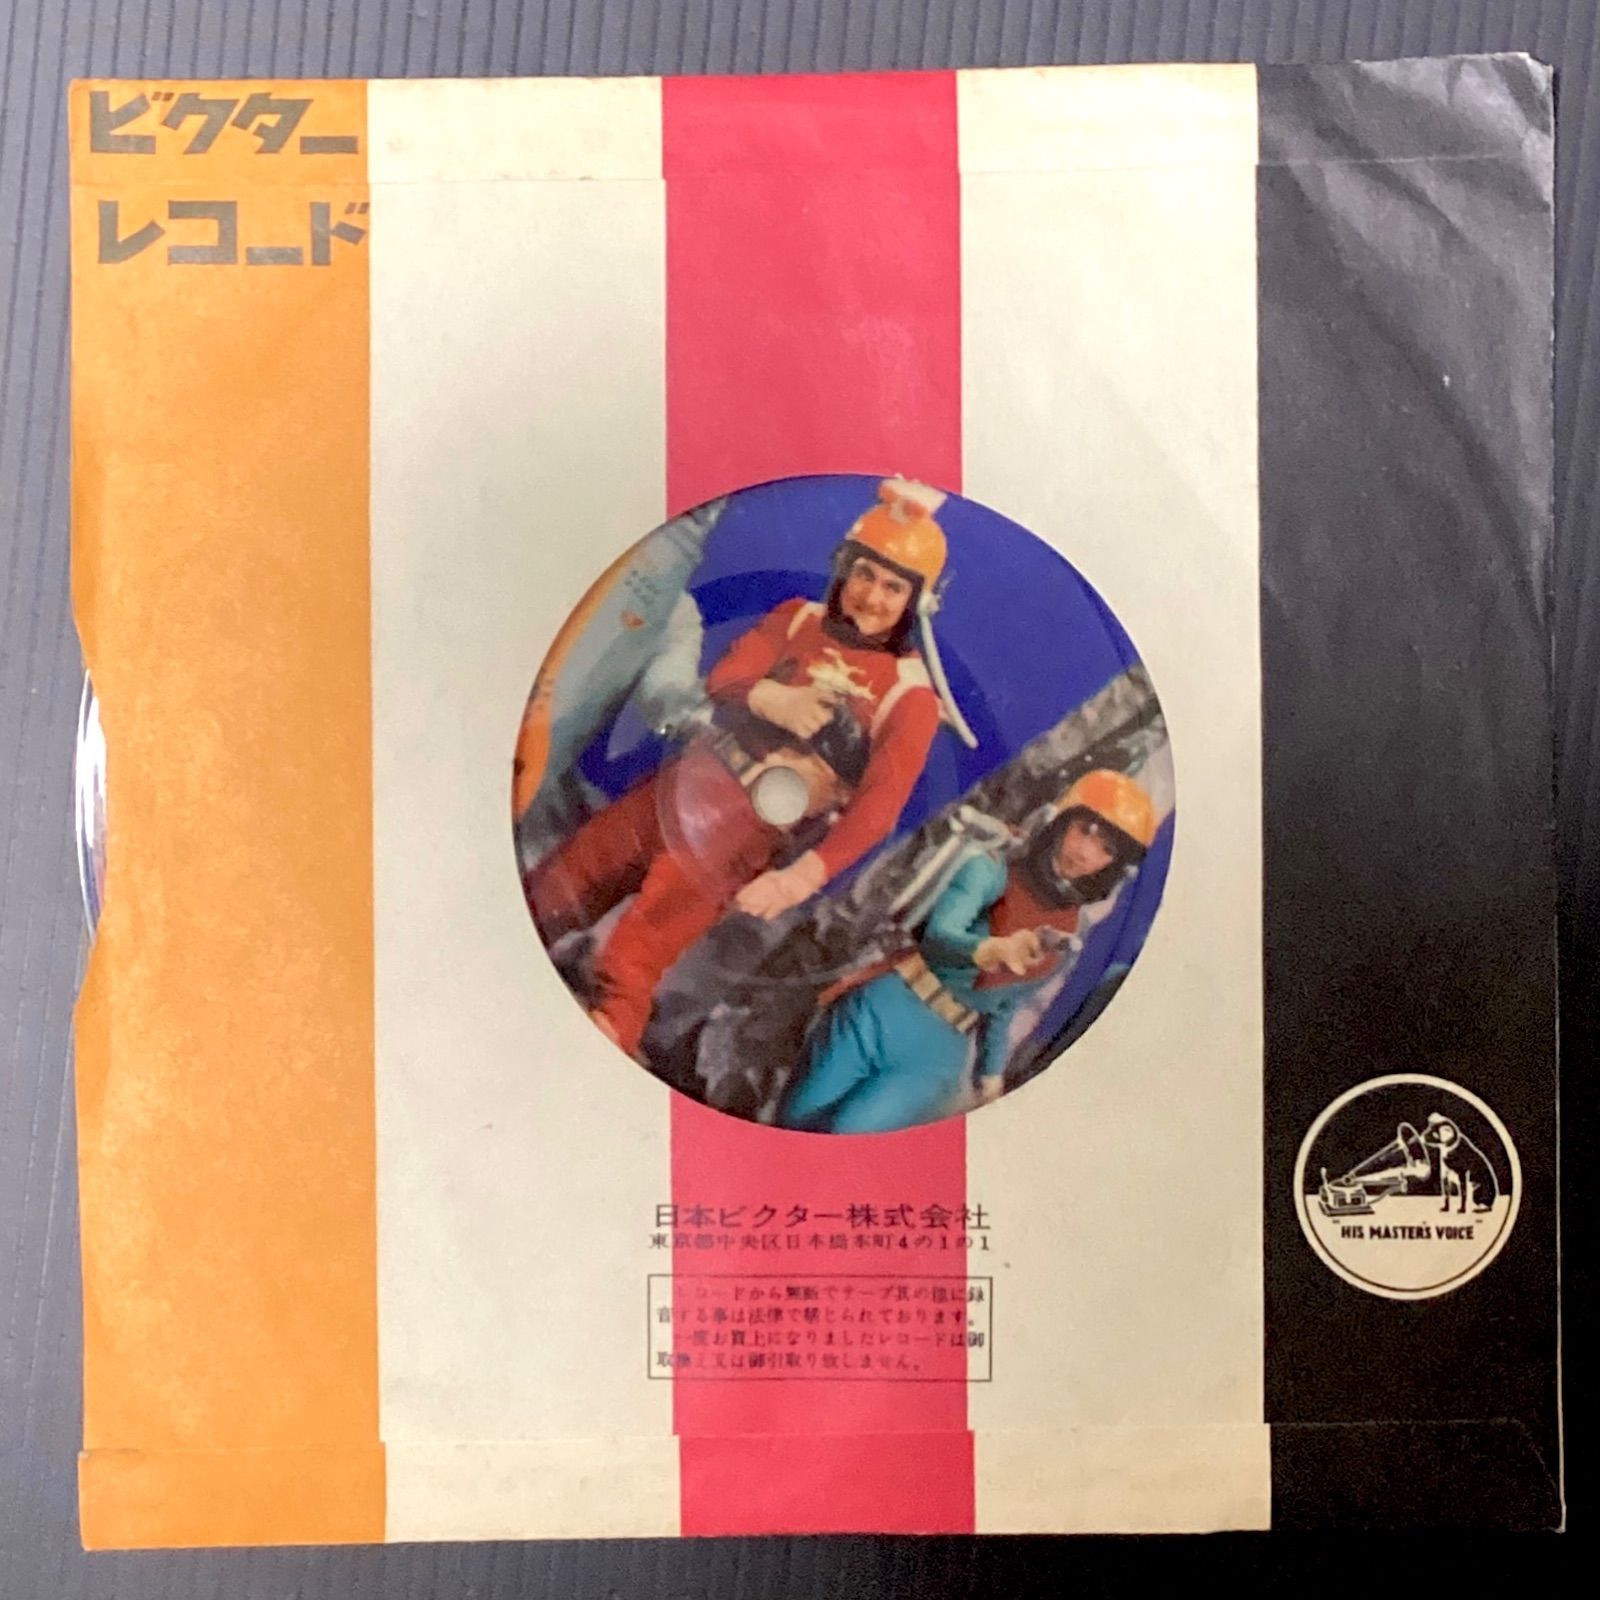 ビクター
レコード
日本ビクター株式会社
東京都中央区日本橋本町4の1の1
レコードから無断でテープ其の他に録
音する事は法律で禁じられております。
一度お買上になりましたレコードは御
取換え又は御引取り致しません。
"HIS MASTER'S VOICE"